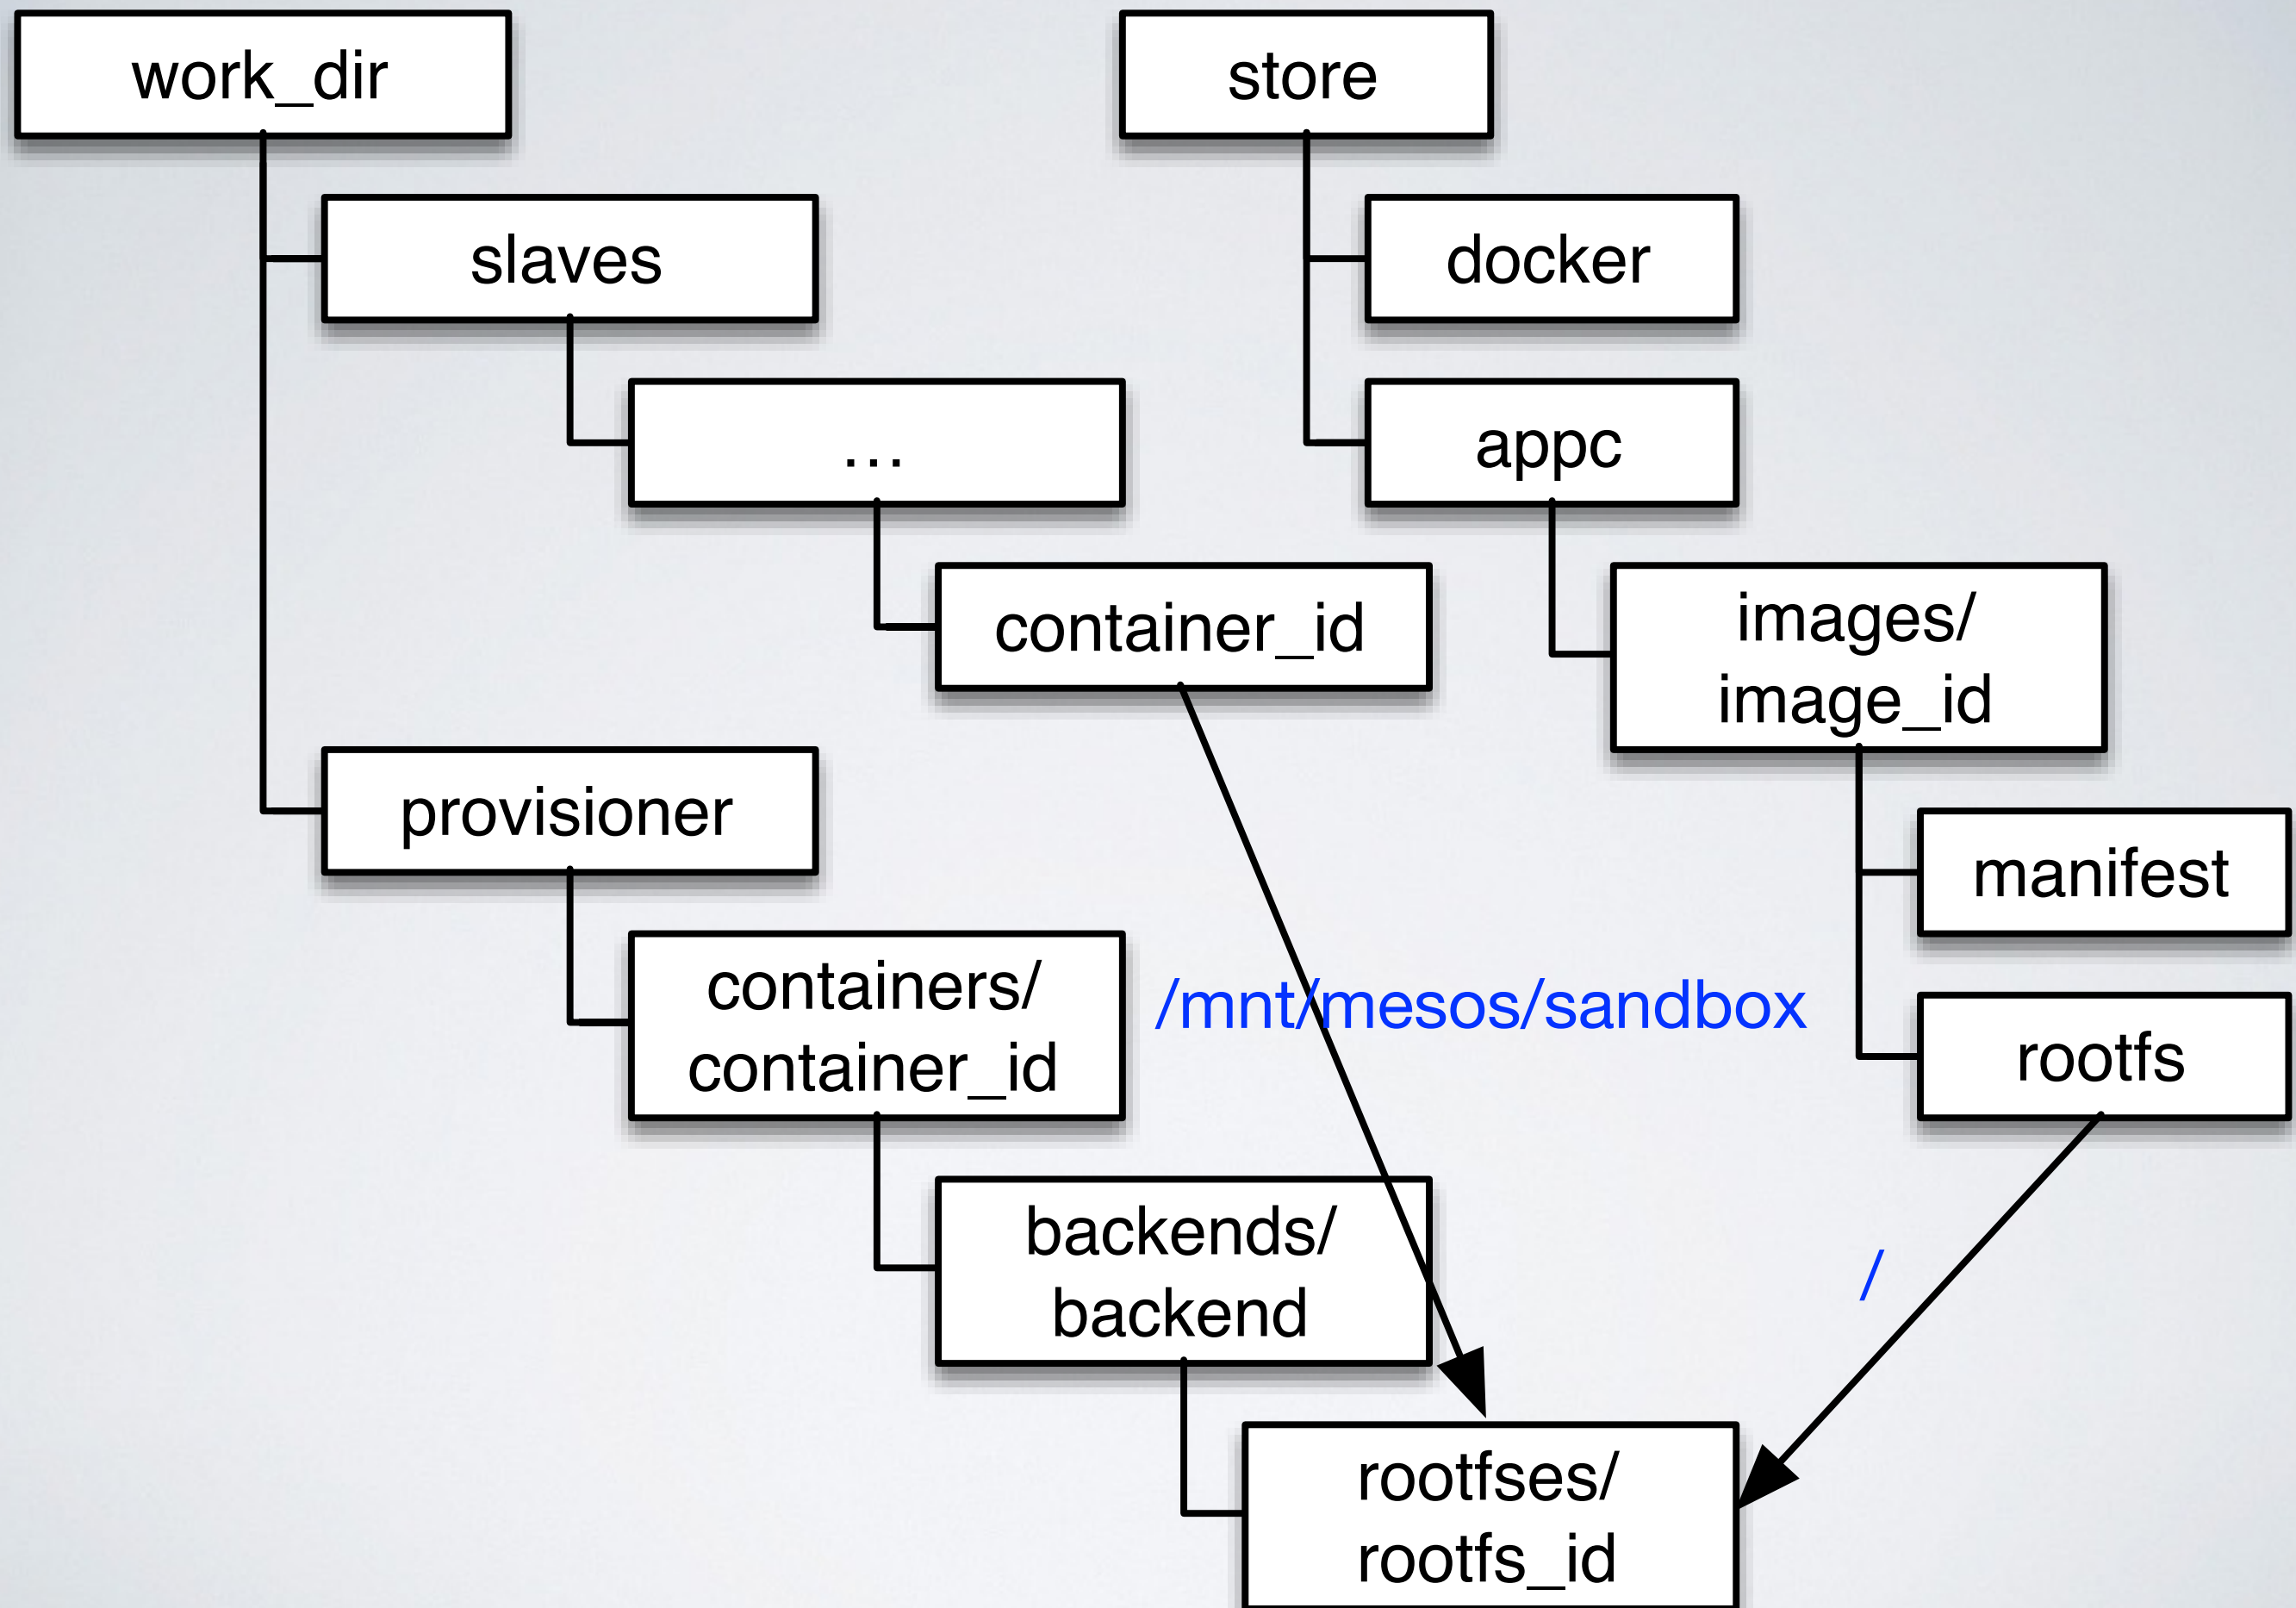 work_dir
store
slaves
docker
…
appc
container_id
images/
image_id
provisioner
manifest
containers/
container_id
/mnt/mesos/sandbox
rootfs
backends/
backend
/
rootfses/
rootfs_id